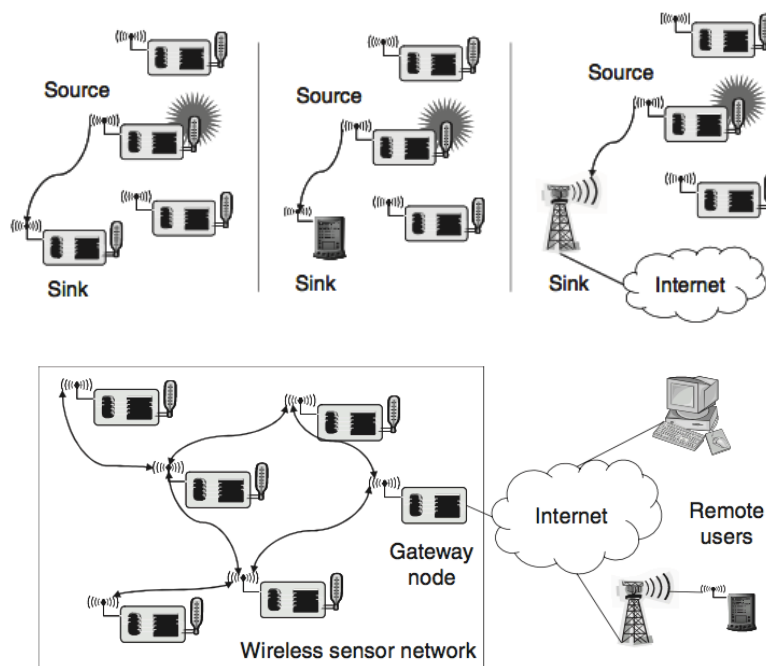 Source
Sink
Source
Sink
Source
Sink
Internet
Gateway
node
Wireless sensor network
Internet
Remote
users